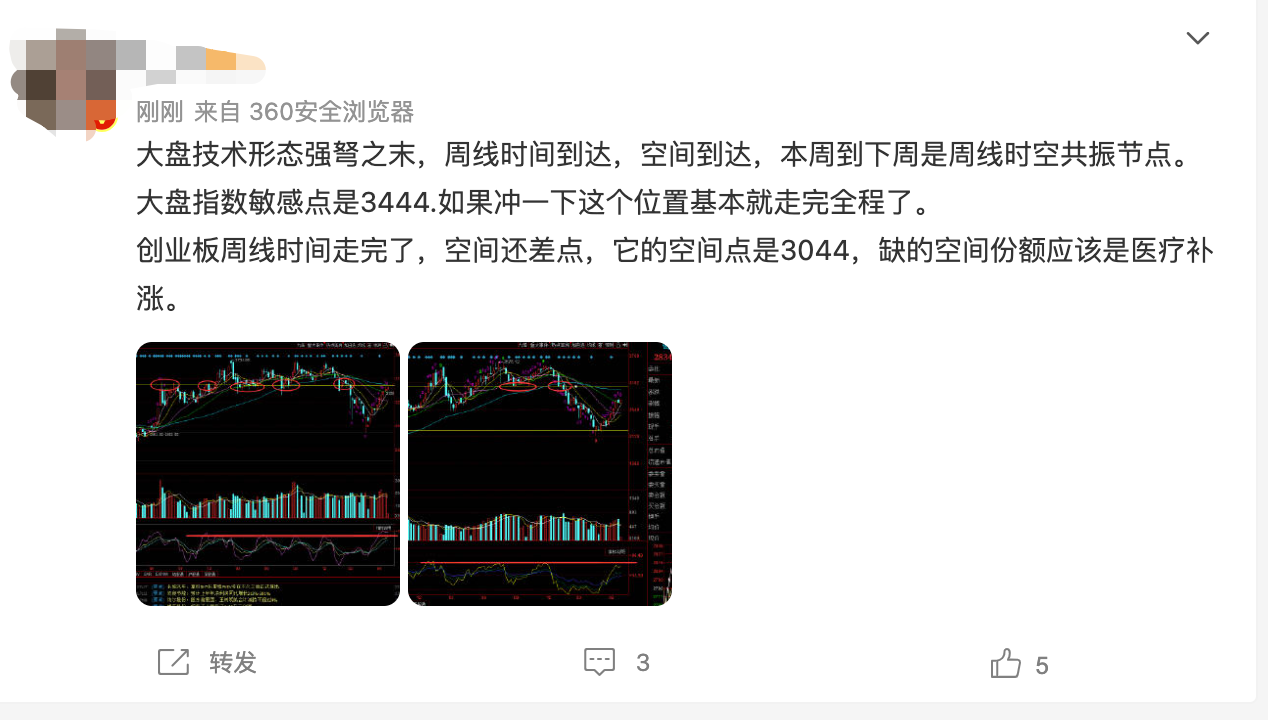 刚刚 来自 360安全浏览器
大盘技术形态强弩之末，周线时间到达，空间到达，本周到下周是周线时空共振节点。
大盘指数敏感点是3444.如果冲一下这个位置基本就走完全程了。
创业板周线时间走完了，空间还差点，它的空间点是3044，缺的空间份额应该是医疗补
涨。
转发
3
5